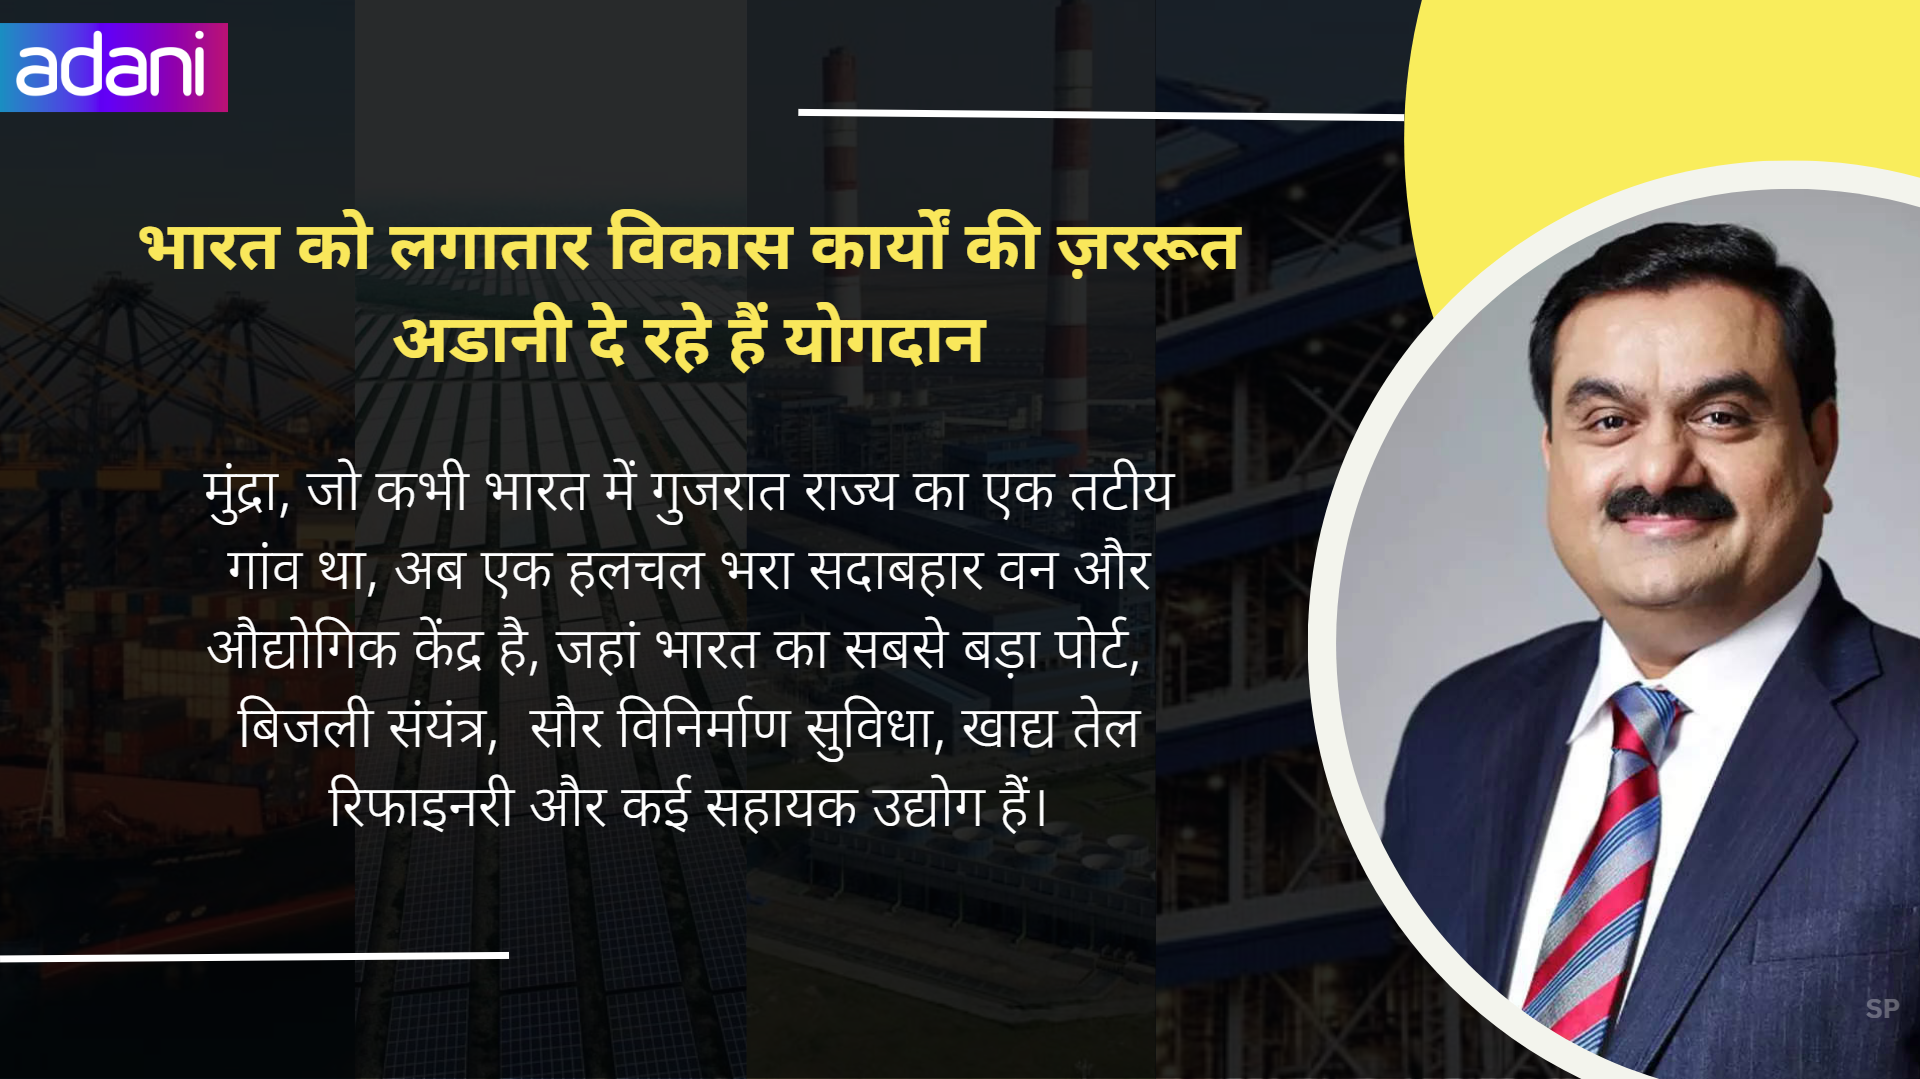 adani
भारत को लगातार विकास कार्यों की ज़ररूत
अडानी दे रहे हैं योगदान
मुंद्रा, जो कभी भारत में गुजरात राज्य का एक तटीय
गांव था, अब एक हलचल भरा सदाबहार वन और
औद्योगिक केंद्र है, जहां भारत का सबसे बड़ा पोर्ट,
बिजली संयंत्र, सौर विनिर्माण सुविधा, खाद्य तेल
रिफाइनरी और कई सहायक उद्योग हैं।
SP